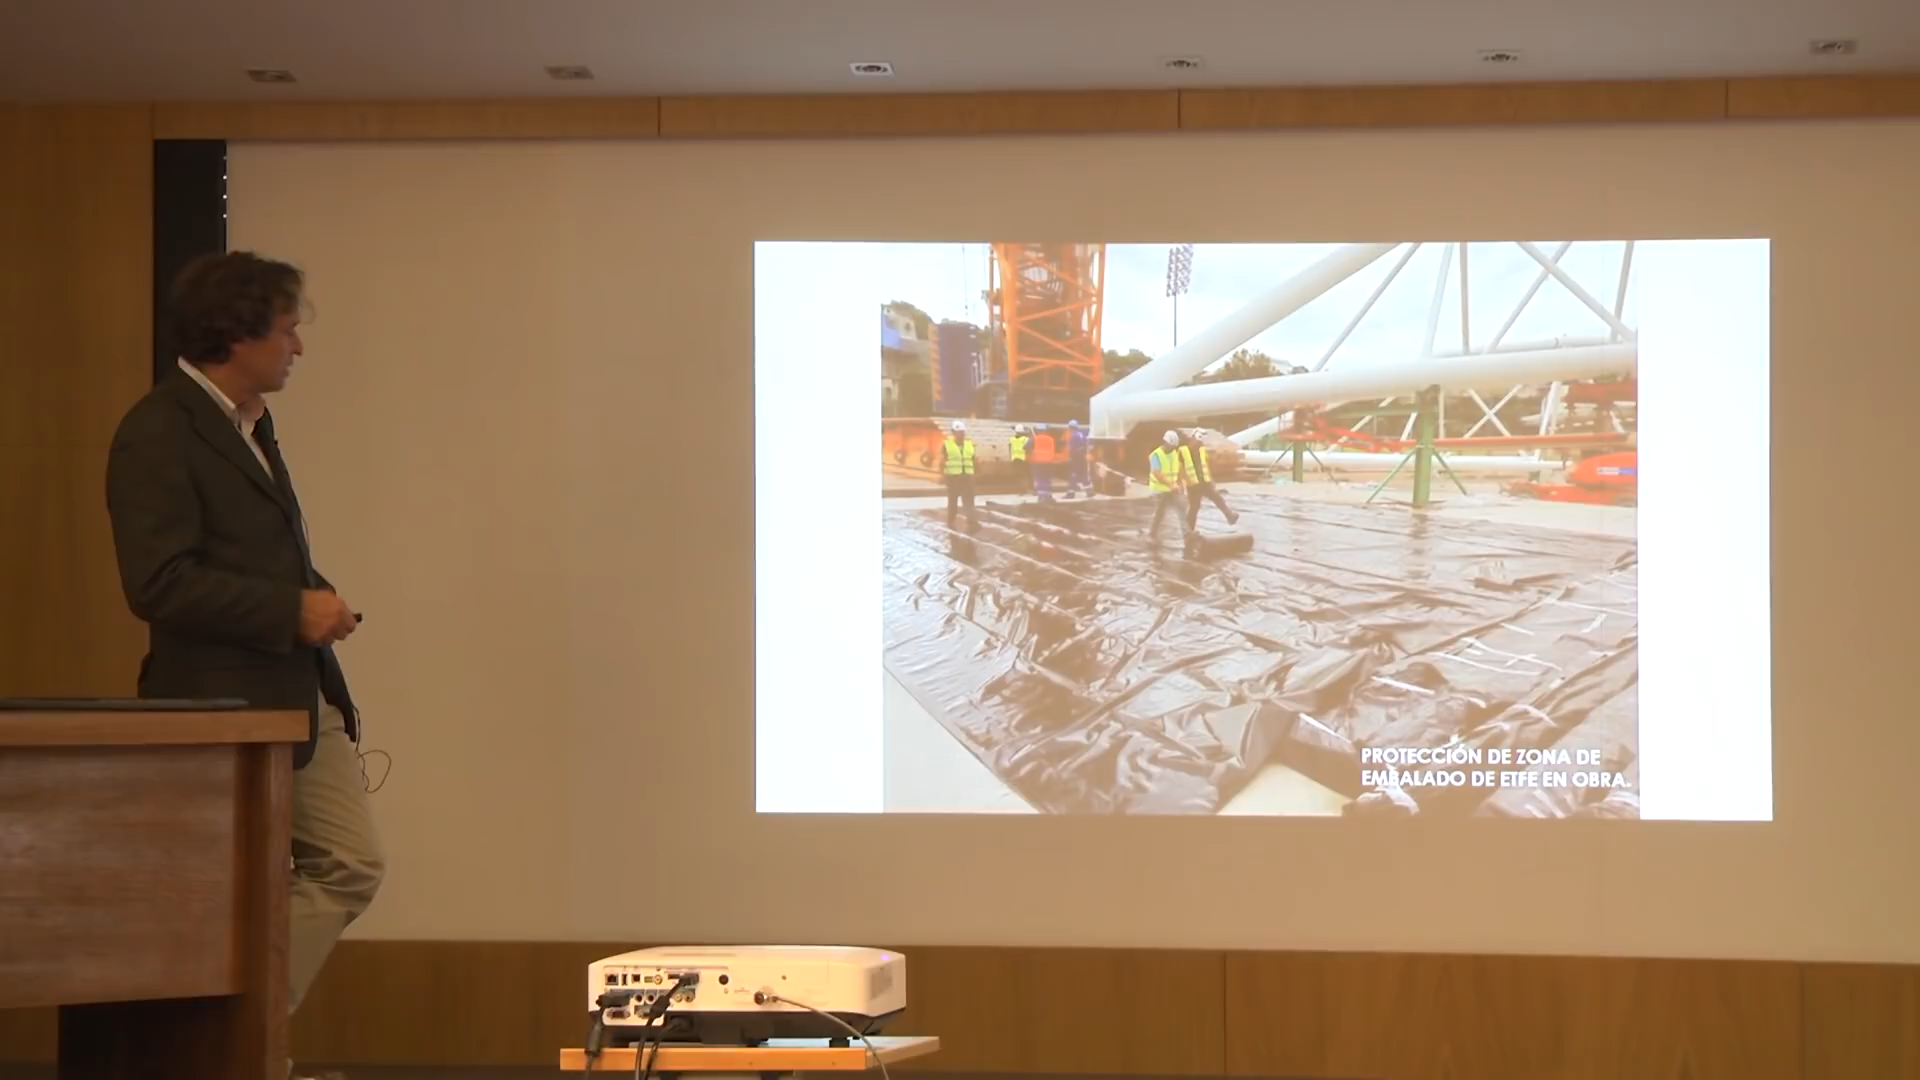 PROTECCIÓN DE ZONA DE
EMBALADO DE ETFE EN OBRA.